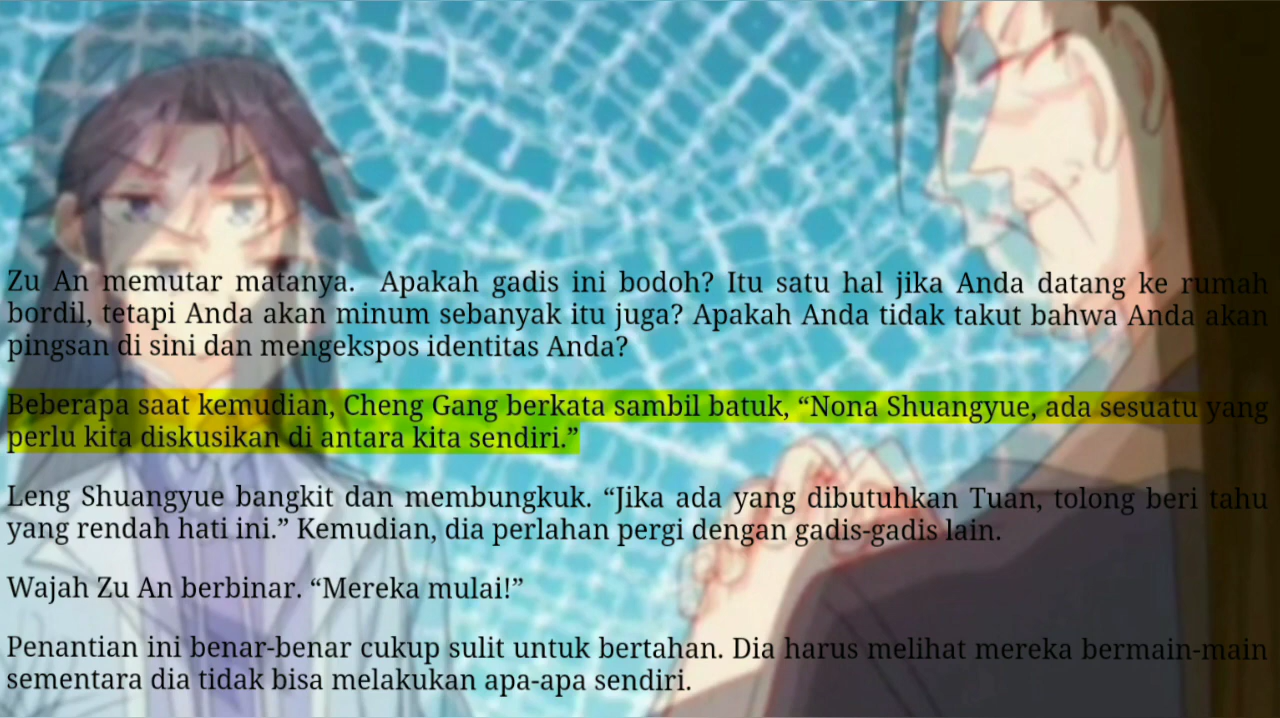 Zu An memutar matanya. Apakah gadis ini bodoh? Itu satu hal jika Anda datang ke rumah
bordil, tetapi Anda akan minum sebanyak itu juga? Apakah Anda tidak takut bahwa Anda akan
pingsan di sini dan mengekspos identitas Anda?
Beberapa saat kemudian, Cheng Gang berkata sambil batuk, “Nona Shuangyue, ada sesuatu yang
perlu kita diskusikan di antara kita sendiri.”
Leng Shuangyue bangkit dan membungkuk. “Jika ada yang dibutuhkan Tuan, tolong beri tahu
yang rendah hati ini.” Kemudian, dia perlahan pergi dengan gadis-gadis lain.
Wajah Zu An berbinar. “Mereka mulai!”
Penantian ini benar-benar cukup sulit untuk bertahan. Dia harus melihat mereka bermain-main
sementara dia tidak bisa melakukan apa-apa sendiri.